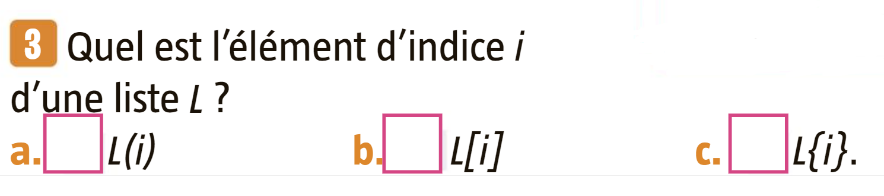 3 Quel est l’élément d’indice i
d’une liste L ?
a. L(i) b. L[i] c. L{i}.